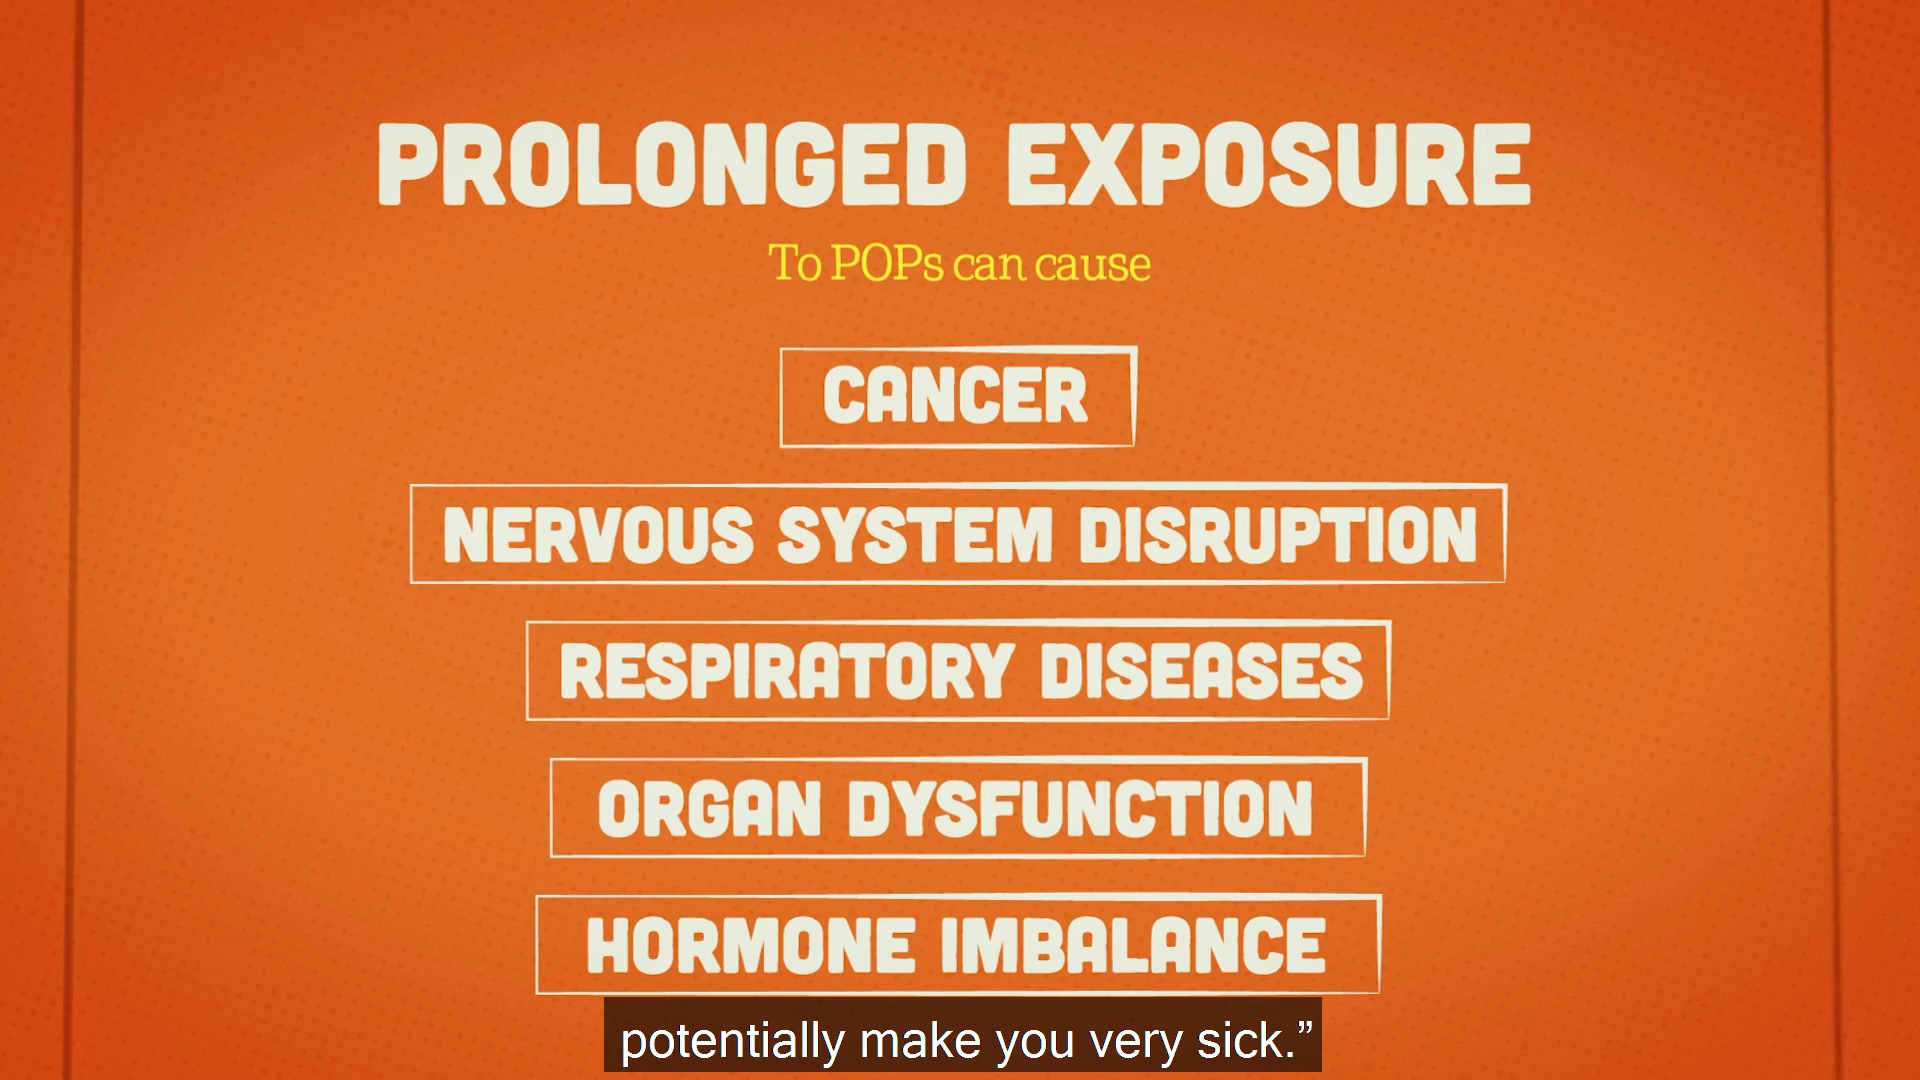 PROLONGED EXPOSURE
To POPs can cause
CANCER
NERVOUS SYSTEM DISRUPTION
RESPIRATORY DISEASES
ORGAN DYSFUNCTION
HORMONE IMBALANCE
potentially make you very sick.”